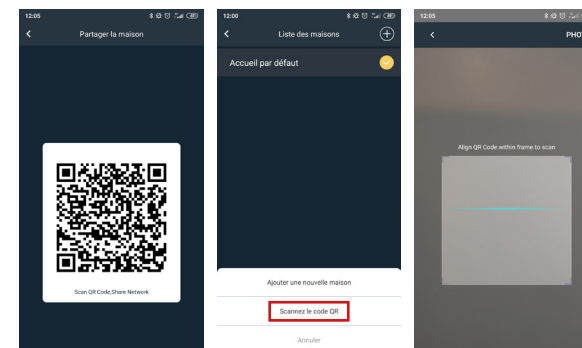 12:05
Partager la maison
Scan QR Code,Share Network
12:00
Liste des maisons
Accueil par défaut
Ajouter une nouvelle maison
Scannez le code QR
Annuler
12:05
Align QR Code within frame to scan